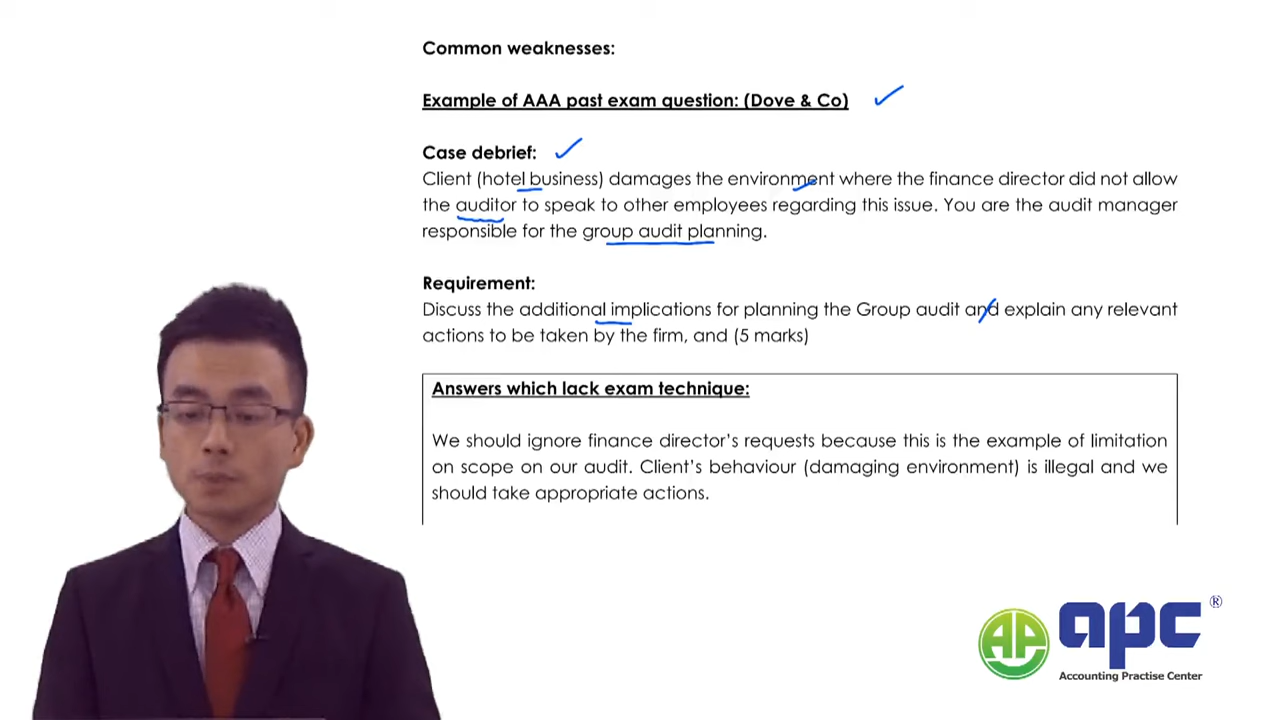 Common weaknesses:
Example of AAA past exam question: (Dove & Co)
Case debrief:
Client (hotel business) damages the environment where the finance director did not allow
the auditor to speak to other employees regarding this issue. You are the audit manager
responsible for the group audit planning.
Requirement:
Discuss the additional implications for planning the Group audit and explain any relevant
actions to be taken by the firm, and (5 marks)
Answers which lack exam technique:
We should ignore finance director's requests because this is the example of limitation
on scope on our audit. Client's behaviour (damaging environment) is illegal and we
should take appropriate actions.
AP apc ®
Accounting Practise Center